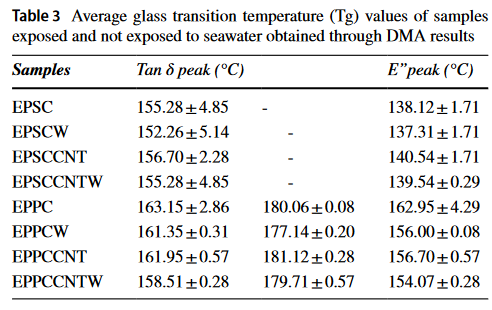 Table 3 Average glass transition temperature (Tg) values of samples
exposed and not exposed to seawater obtained through DMA results
Samples Tan δ peak (°C) E”peak (°C)
EPSC 155.28±4.85 - 138.12±1.71
EPSCW 152.26±5.14 - 137.31±1.71
EPSCCNT 156.70±2.28 - 140.54±1.71
EPSCCNTW 155.28±4.85 - 139.54±0.29
EPPC 163.15±2.86 180.06±0.08 162.95±4.29
EPPCW 161.35±0.31 177.14±0.20 156.00±0.08
EPPCCNT 161.95±0.57 181.12±0.28 156.70±0.57
EPPCCNTW 158.51±0.28 179.71±0.57 154.07±0.28